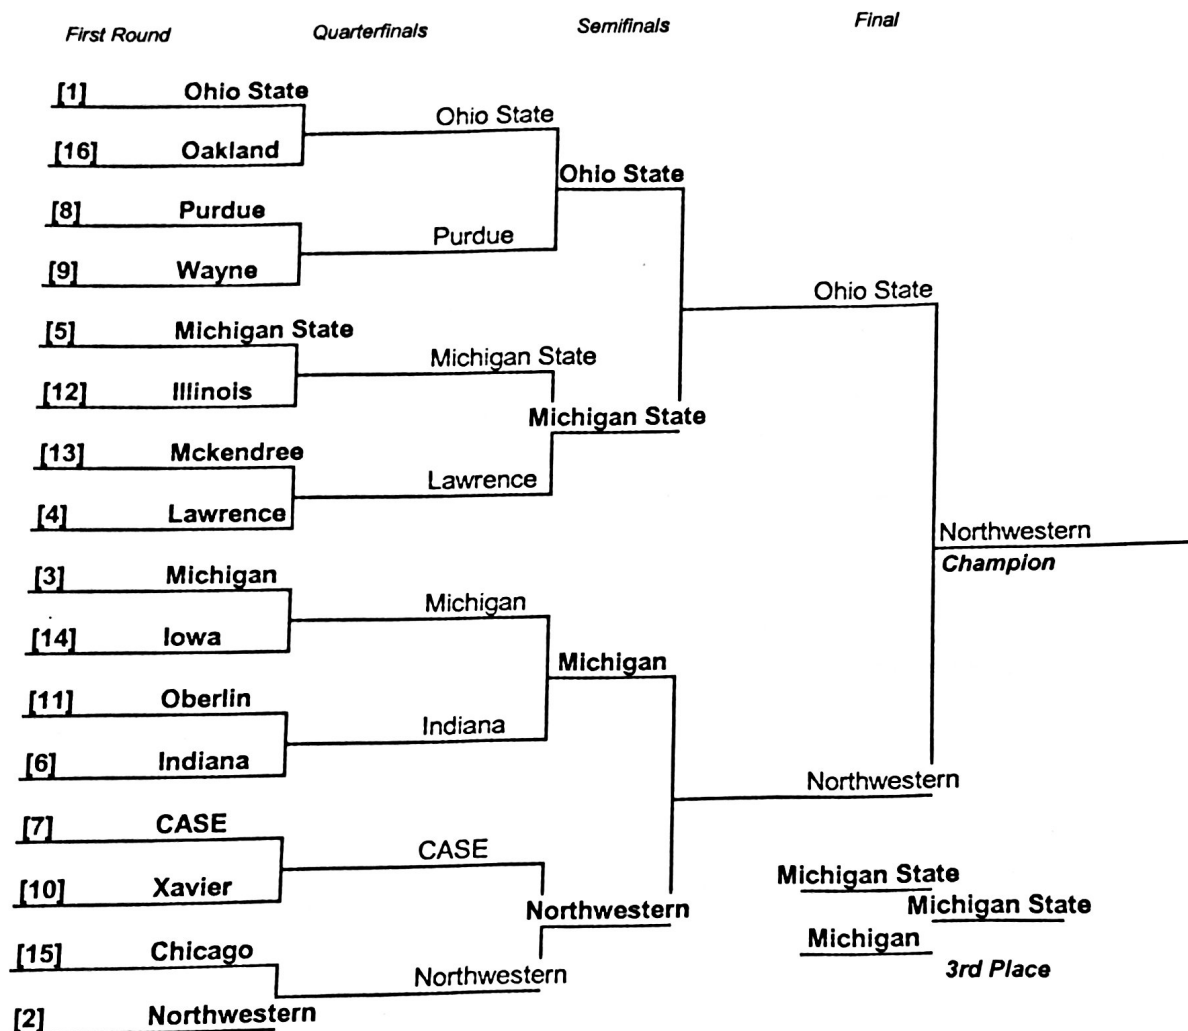 First Round Quarterfinals Semifinals Final
[1] Ohio State
Ohio State
[16] Oakland
Ohio State
[8] Purdue
Purdue
[9] Wayne
Ohio State
[5] Michigan State
Michigan State
[12] Illinois
Michigan State
[13] Mckendree
Lawrence
[4] Lawrence
Northwestern
Champion
[3] Michigan
Michigan
[14] Iowa
Michigan
[11] Oberlin
Indiana
[6] Indiana
Northwestern
[7] CASE
CASE
[10] Xavier
Northwestern
[15] Chicago
Northwestern
[2] Northwestern
Michigan State
Michigan State
Michigan
3rd Place